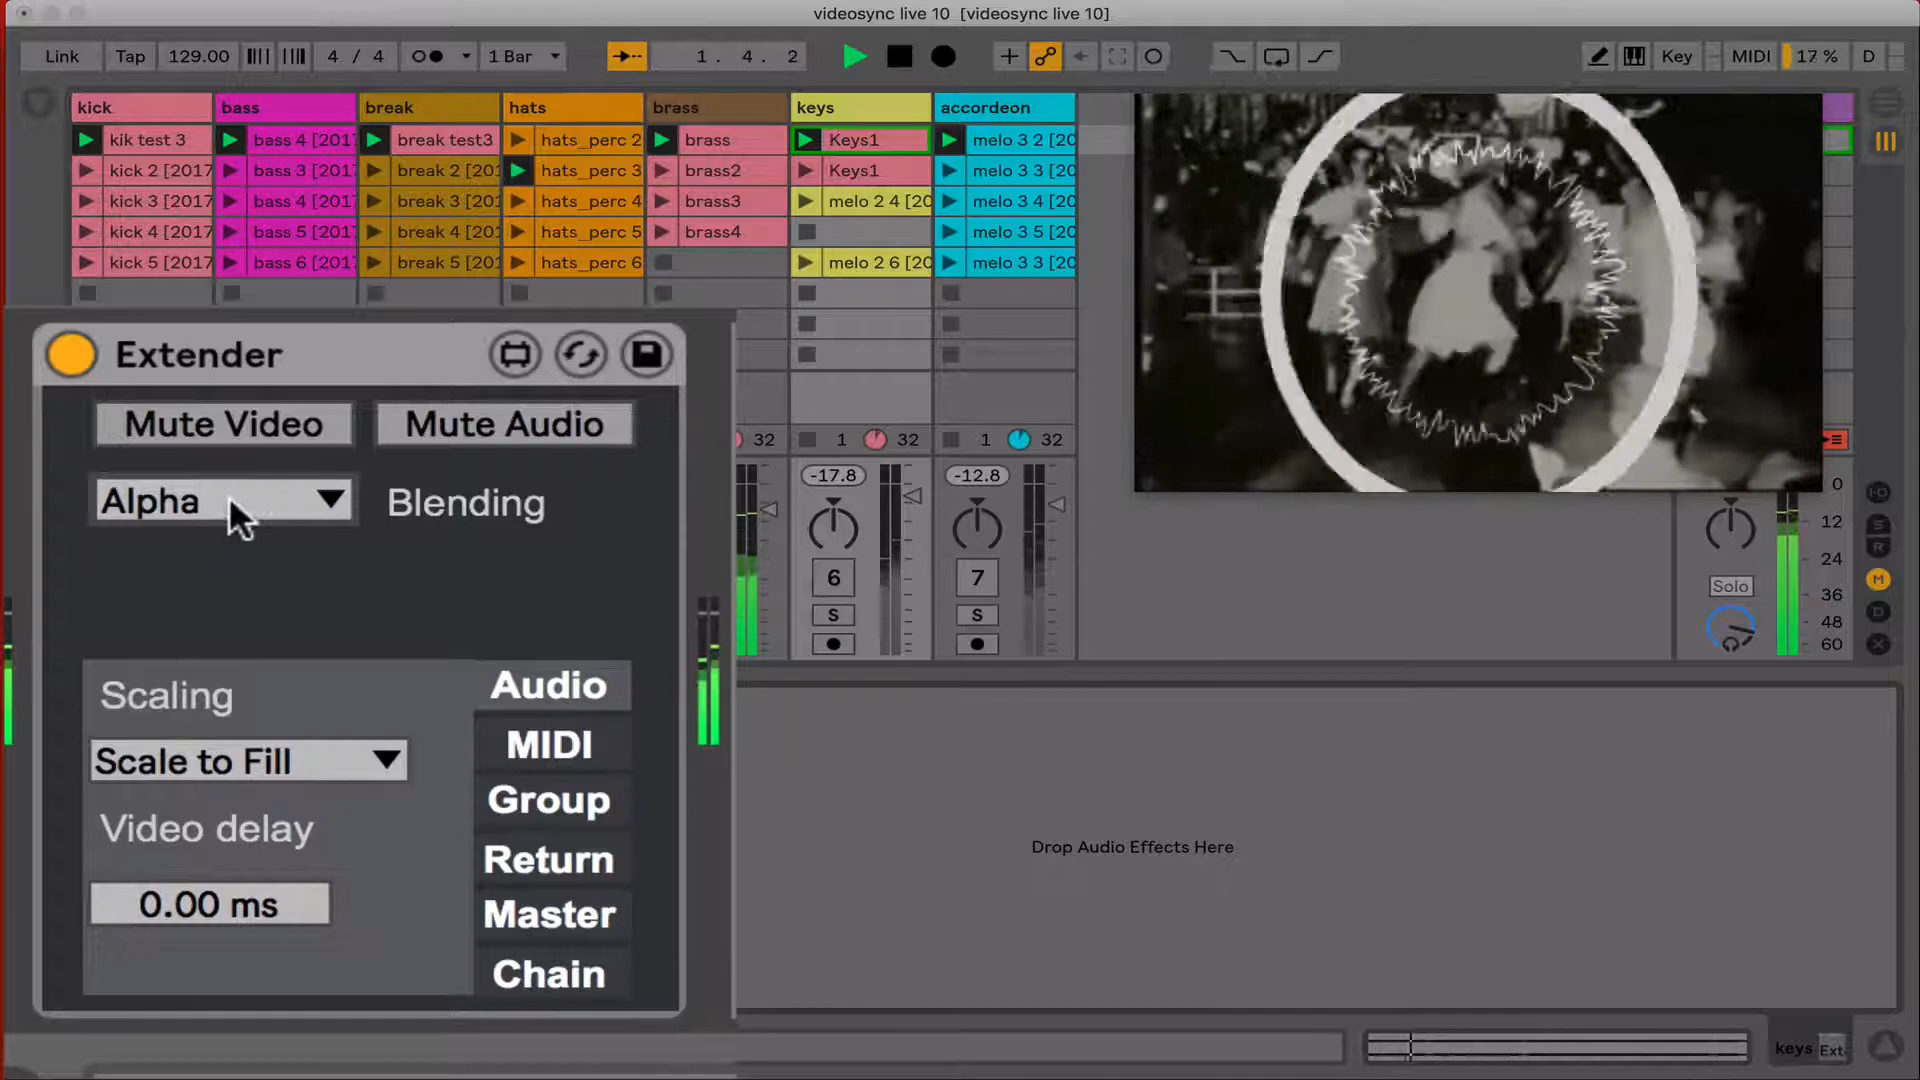 videosync live 10 [videosync live 10]
Link Tap 129.00 4 / 4 1 Bar 1. 4. 2 Key MIDI 17 % D
kick bass break hats brass keys accordeon
kik test 3 bass 4 [2017 break test3 hats_perc 2 brass Keys1 melo 3 2 [20
kick 2 [2017 bass 3 [2017 break 2 [201 hats_perc 3 brass2 Keys1 melo 3 3 [20
kick 3 [2017 bass 4 [2017 break 3 [201 hats_perc 4 brass3 melo 2 4 [20 melo 3 4 [20
kick 4 [2017 bass 5 [2017 break 4 [201 hats_perc 5 brass4 melo 3 5 [20
kick 5 [2017 bass 6 [2017 break 5 [201 hats_perc 6 melo 2 6 [20 melo 3 3 [20
Extender
Mute Video Mute Audio
Alpha Blending
Scaling
Scale to Fill
Video delay
0.00 ms
Audio
MIDI
Group
Return
Master
Chain
32 1 32 1 32
-17.8 -12.8
6 7
S S
0
12
24
36
48
60
Solo
I·O
S
R
M
D
X
Drop Audio Effects Here
keys Ext